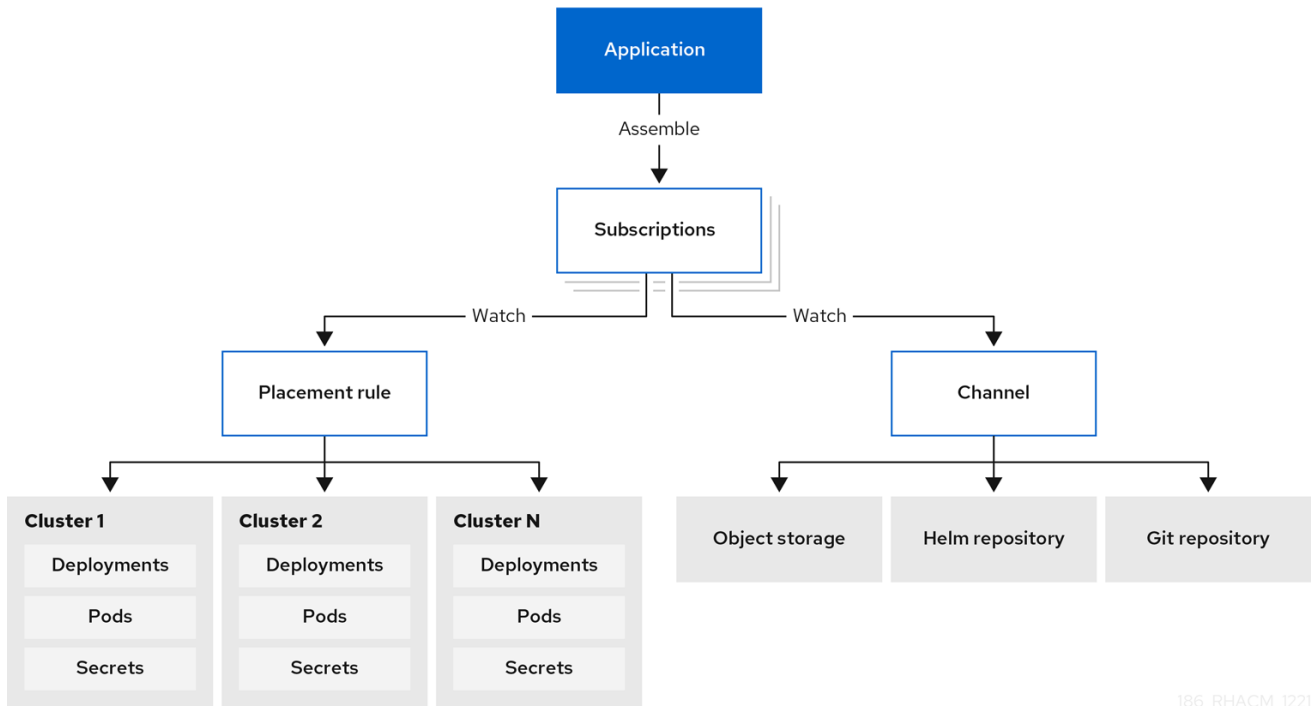 Application
Assemble
Subscriptions
Watch
Watch
Placement rule
Channel
Cluster 1
Deployments
Pods
Secrets
Cluster 2
Deployments
Pods
Secrets
Cluster N
Deployments
Pods
Secrets
Object storage
Helm repository
Git repository
186_RHACM_1221